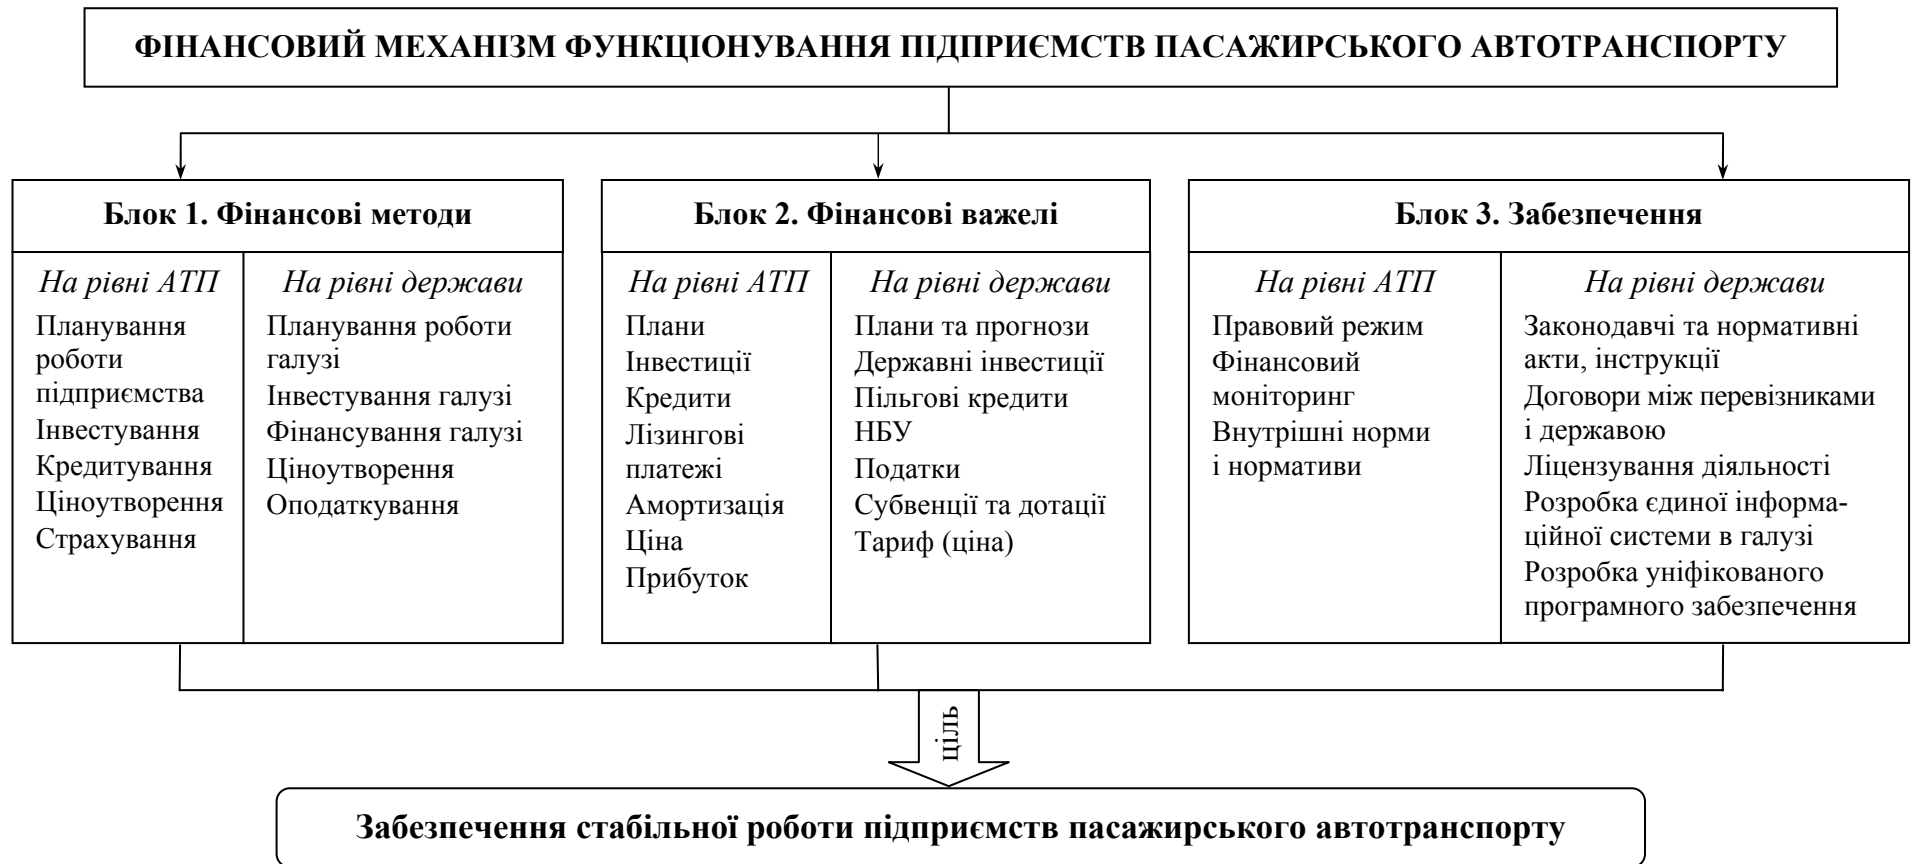 ФІНАНСОВИЙ МЕХАНІЗМ ФУНКЦІОНУВАННЯ ПІДПРИЄМСТВ ПАСАЖИРСЬКОГО АВТОТРАНСПОРТУ
Блок 1. Фінансові методи
На рівні АТП
Планування
роботи
підприємства
Інвестування
Кредитування
Ціноутворення
Страхування
На рівні держави
Планування роботи
галузі
Інвестування галузі
Фінансування галузі
Ціноутворення
Оподаткування
Блок 2. Фінансові важелі
На рівні АТП
Плани
Інвестиції
Кредити
Лізингові
платежі
Амортизація
Ціна
Прибуток
На рівні держави
Плани та прогнози
Державні інвестиції
Пільгові кредити
НБУ
Податки
Субвенції та дотації
Тариф (ціна)
Блок 3. Забезпечення
На рівні АТП
Правовий режим
Фінансовий
моніторинг
Внутрішні норми
і нормативи
На рівні держави
Законодавчі та нормативні
акти, інструкції
Договори між перевізниками
і державою
Ліцензування діяльності
Розробка єдиної інформа-
ційної системи в галузі
Розробка уніфікованого
програмного забезпечення
ціль
Забезпечення стабільної роботи підприємств пасажирського автотранспорту